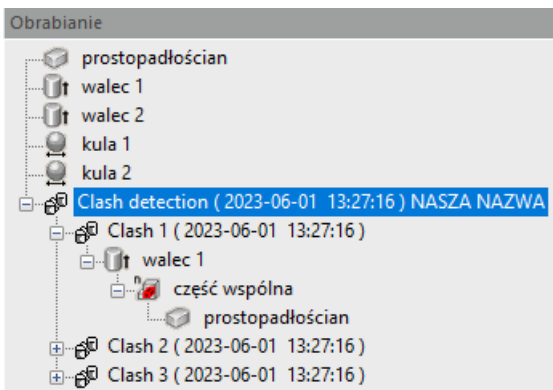 Obrabianie
prostopadłościan
walec 1
walec 2
kula 1
kula 2
Clash detection ( 2023-06-01 13:27:16 ) NASZA NAZWA
Clash 1 ( 2023-06-01 13:27:16 )
walec 1
część wspólna
prostopadłościan
Clash 2 ( 2023-06-01 13:27:16 )
Clash 3 ( 2023-06-01 13:27:16 )